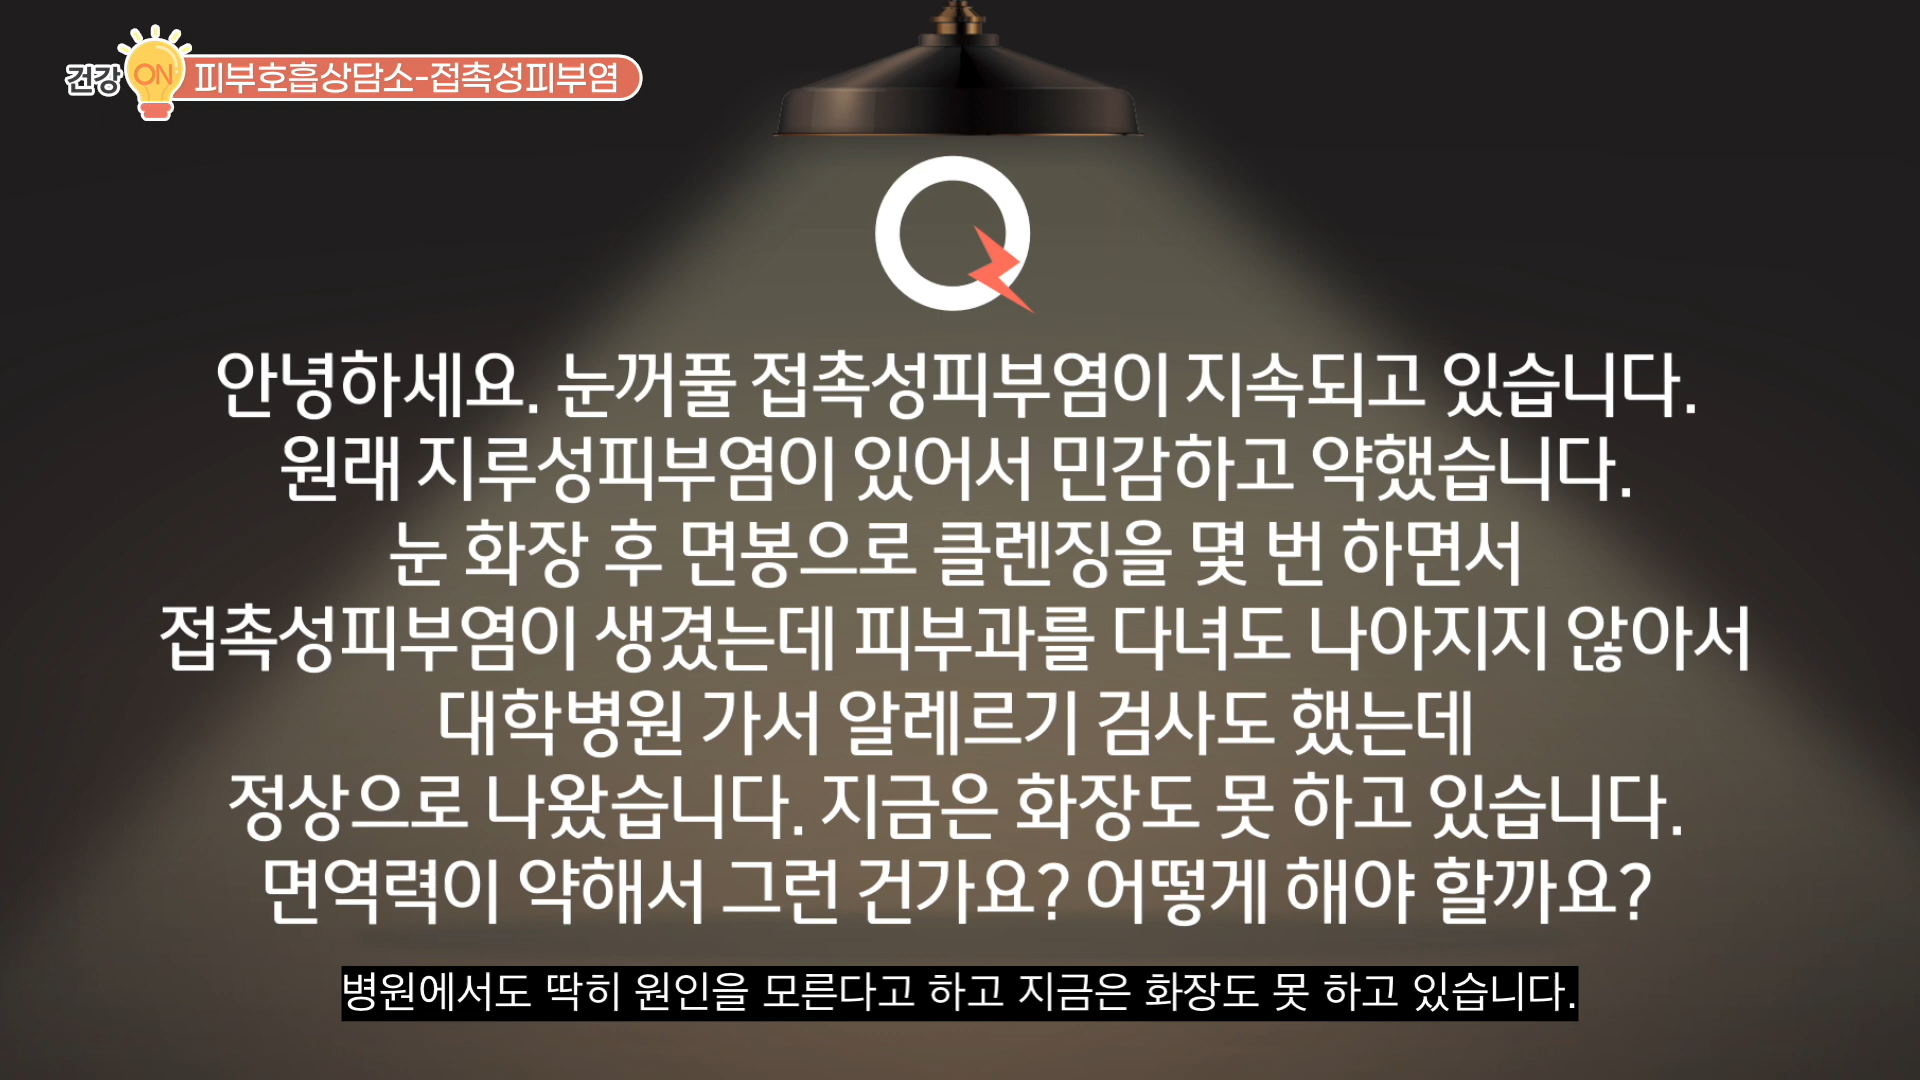 건강 ON 피부호흡상담소-접촉성피부염
Q
안녕하세요. 눈꺼풀 접촉성피부염이 지속되고 있습니다.
원래 지루성피부염이 있어서 민감하고 약했습니다.
눈 화장 후 면봉으로 클렌징을 몇 번 하면서
접촉성피부염이 생겼는데 피부과를 다녀도 나아지지 않아서
대학병원 가서 알레르기 검사도 했는데
정상으로 나왔습니다. 지금은 화장도 못 하고 있습니다.
면역력이 약해서 그런 건가요? 어떻게 해야 할까요?
병원에서도 딱히 원인을 모른다고 하고 지금은 화장도 못 하고 있습니다.